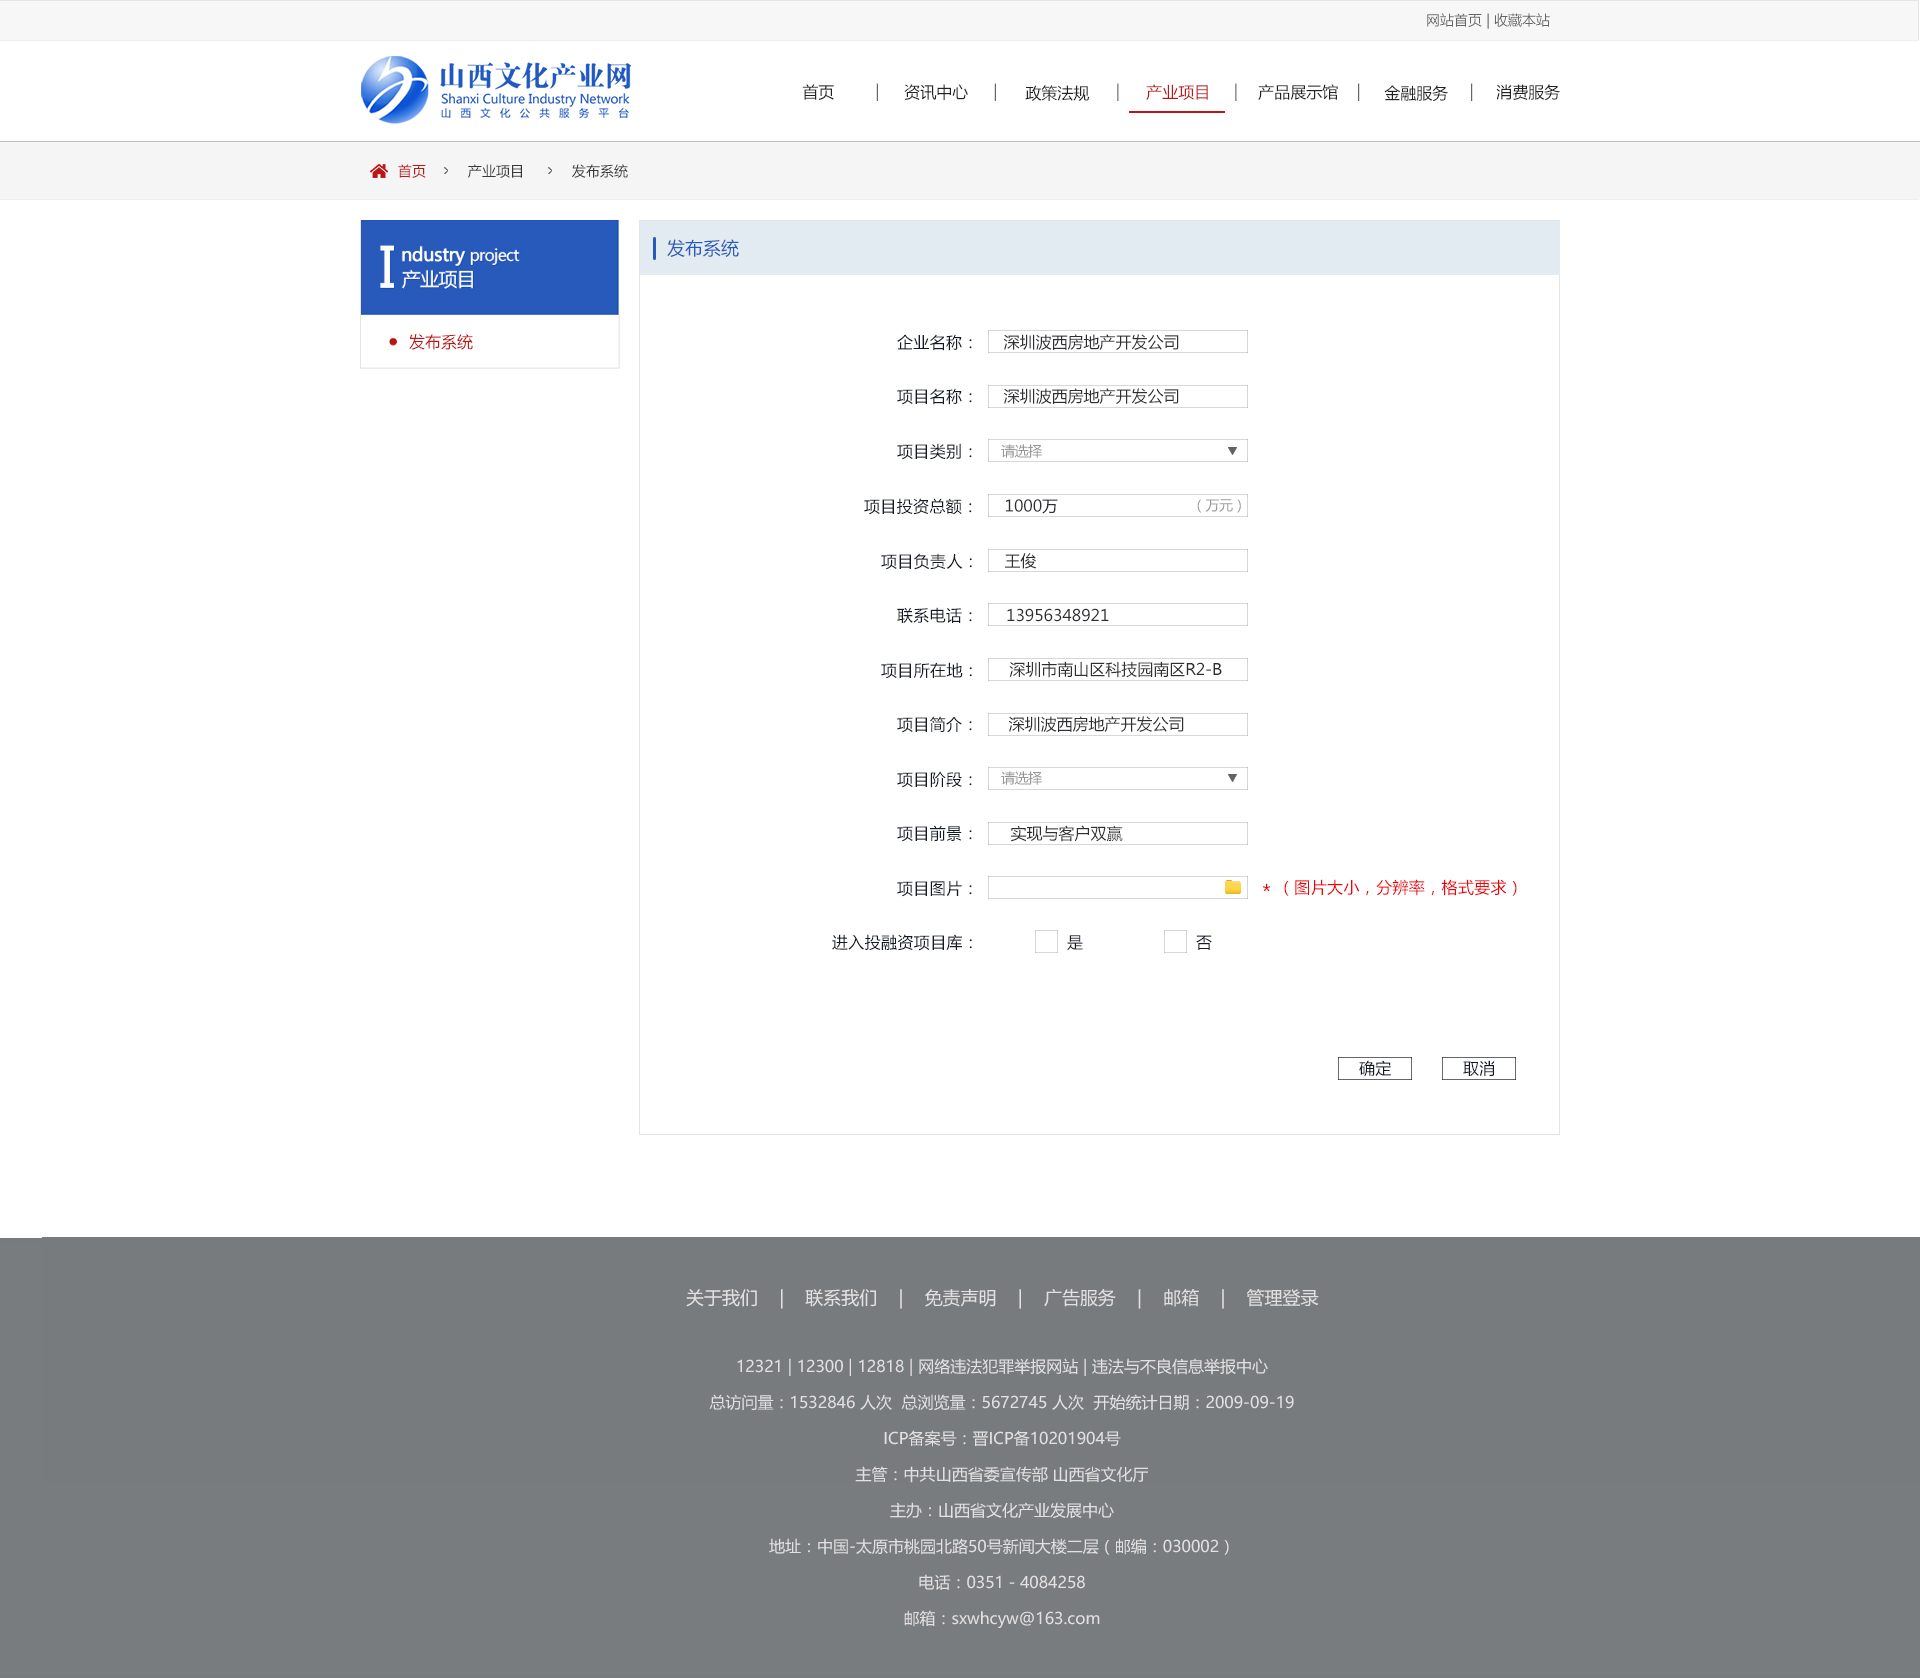 网站首页 | 收藏本站
山西文化产业网
Shanxi Culture Industry Network
山西文化公共服务平台
首页 | 资讯中心 | 政策法规 | 产业项目 | 产品展示馆 | 金融服务 | 消费服务
首页 > 产业项目 > 发布系统
Industry project
产业项目
发布系统
发布系统
企业名称： 深圳波西房地产开发公司
项目名称： 深圳波西房地产开发公司
项目类别： 请选择
项目投资总额： 1000万 （万元）
项目负责人： 王俊
联系电话： 13956348921
项目所在地： 深圳市南山区科技园南区R2-B
项目简介： 深圳波西房地产开发公司
项目阶段： 请选择
项目前景： 实现与客户双赢
项目图片： *（图片大小，分辨率，格式要求）
进入投融资项目库： 是 否
确定 取消
关于我们 | 联系我们 | 免责声明 | 广告服务 | 邮箱 | 管理登录
12321 | 12300 | 12818 | 网络违法犯罪举报网站 | 违法与不良信息举报中心
总访问量：1532846 人次 总浏览量：5672745 人次 开始统计日期：2009-09-19
ICP备案号：晋ICP备10201904号
主管：中共山西省委宣传部 山西省文化厅
主办：山西省文化产业发展中心
地址：中国-太原市桃园北路50号新闻大楼二层（邮编：030002）
电话：0351 - 4084258
邮箱：sxwhcyw@163.com